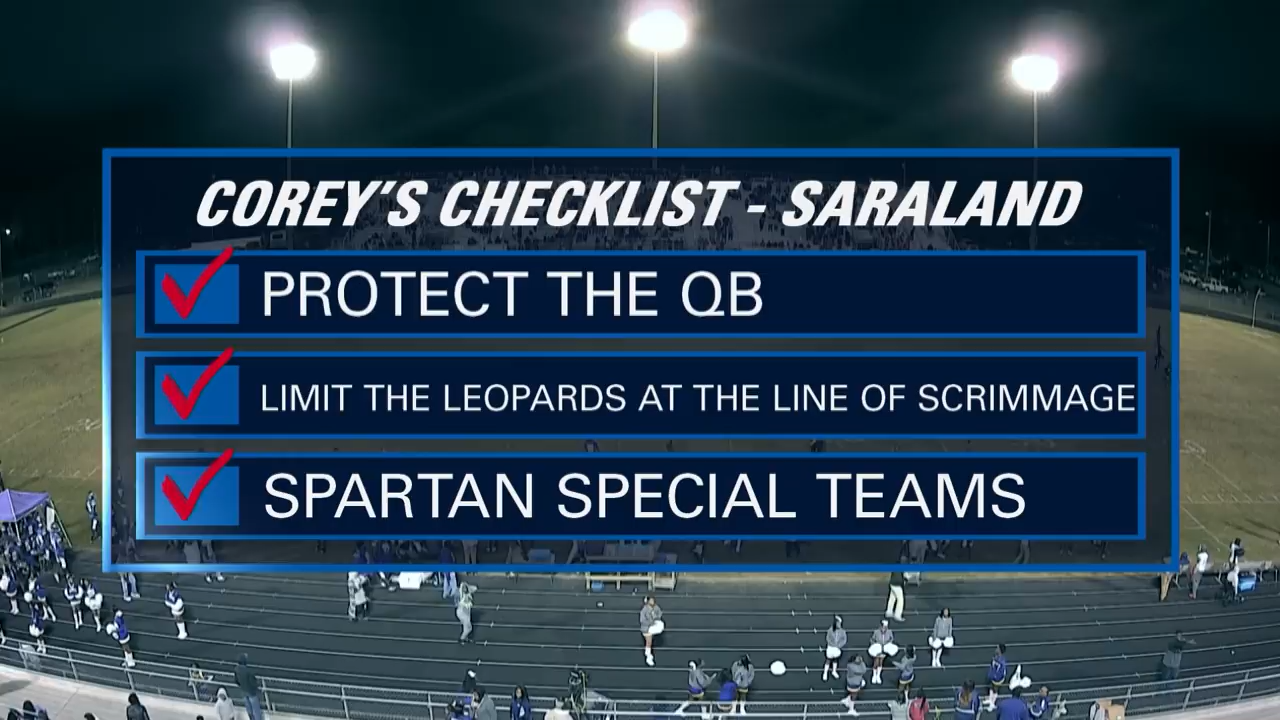 COREY'S CHECKLIST - SARALAND
PROTECT THE QB
LIMIT THE LEOPARDS AT THE LINE OF SCRIMMAGE
SPARTAN SPECIAL TEAMS